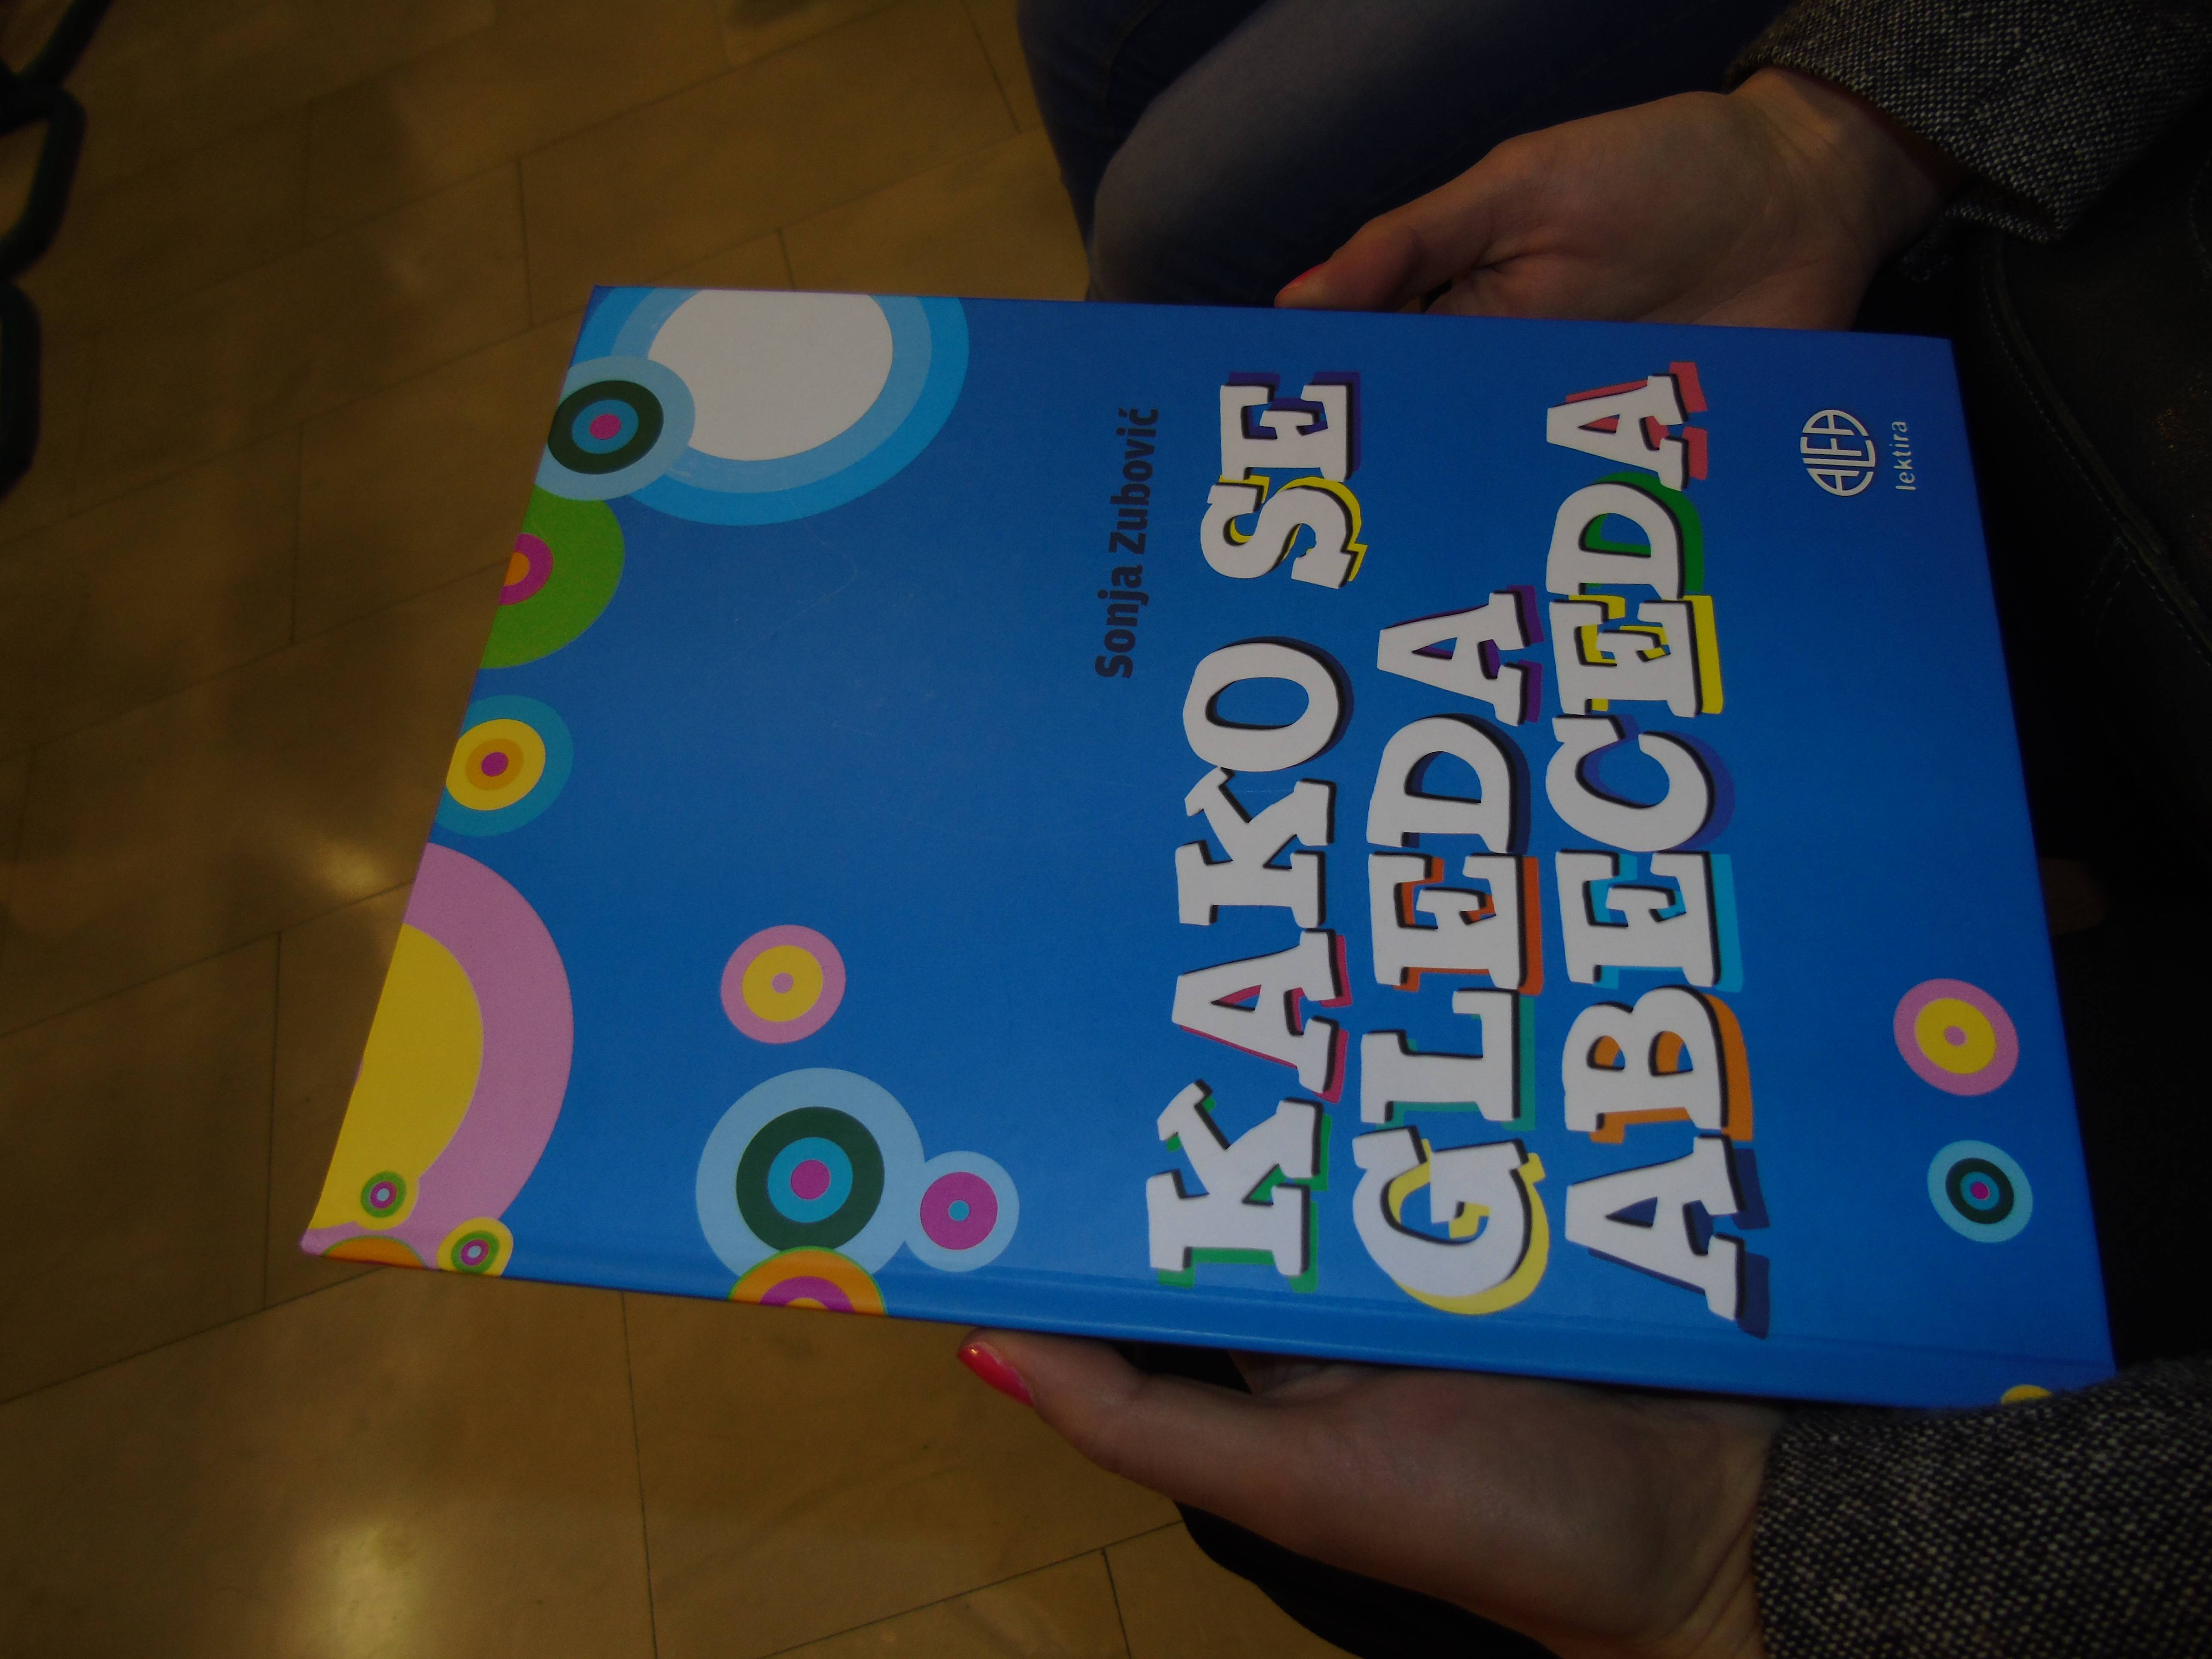 Sonja Zubović
KAKO SE
GLEDA
ABECEDA
ALFA
lektira